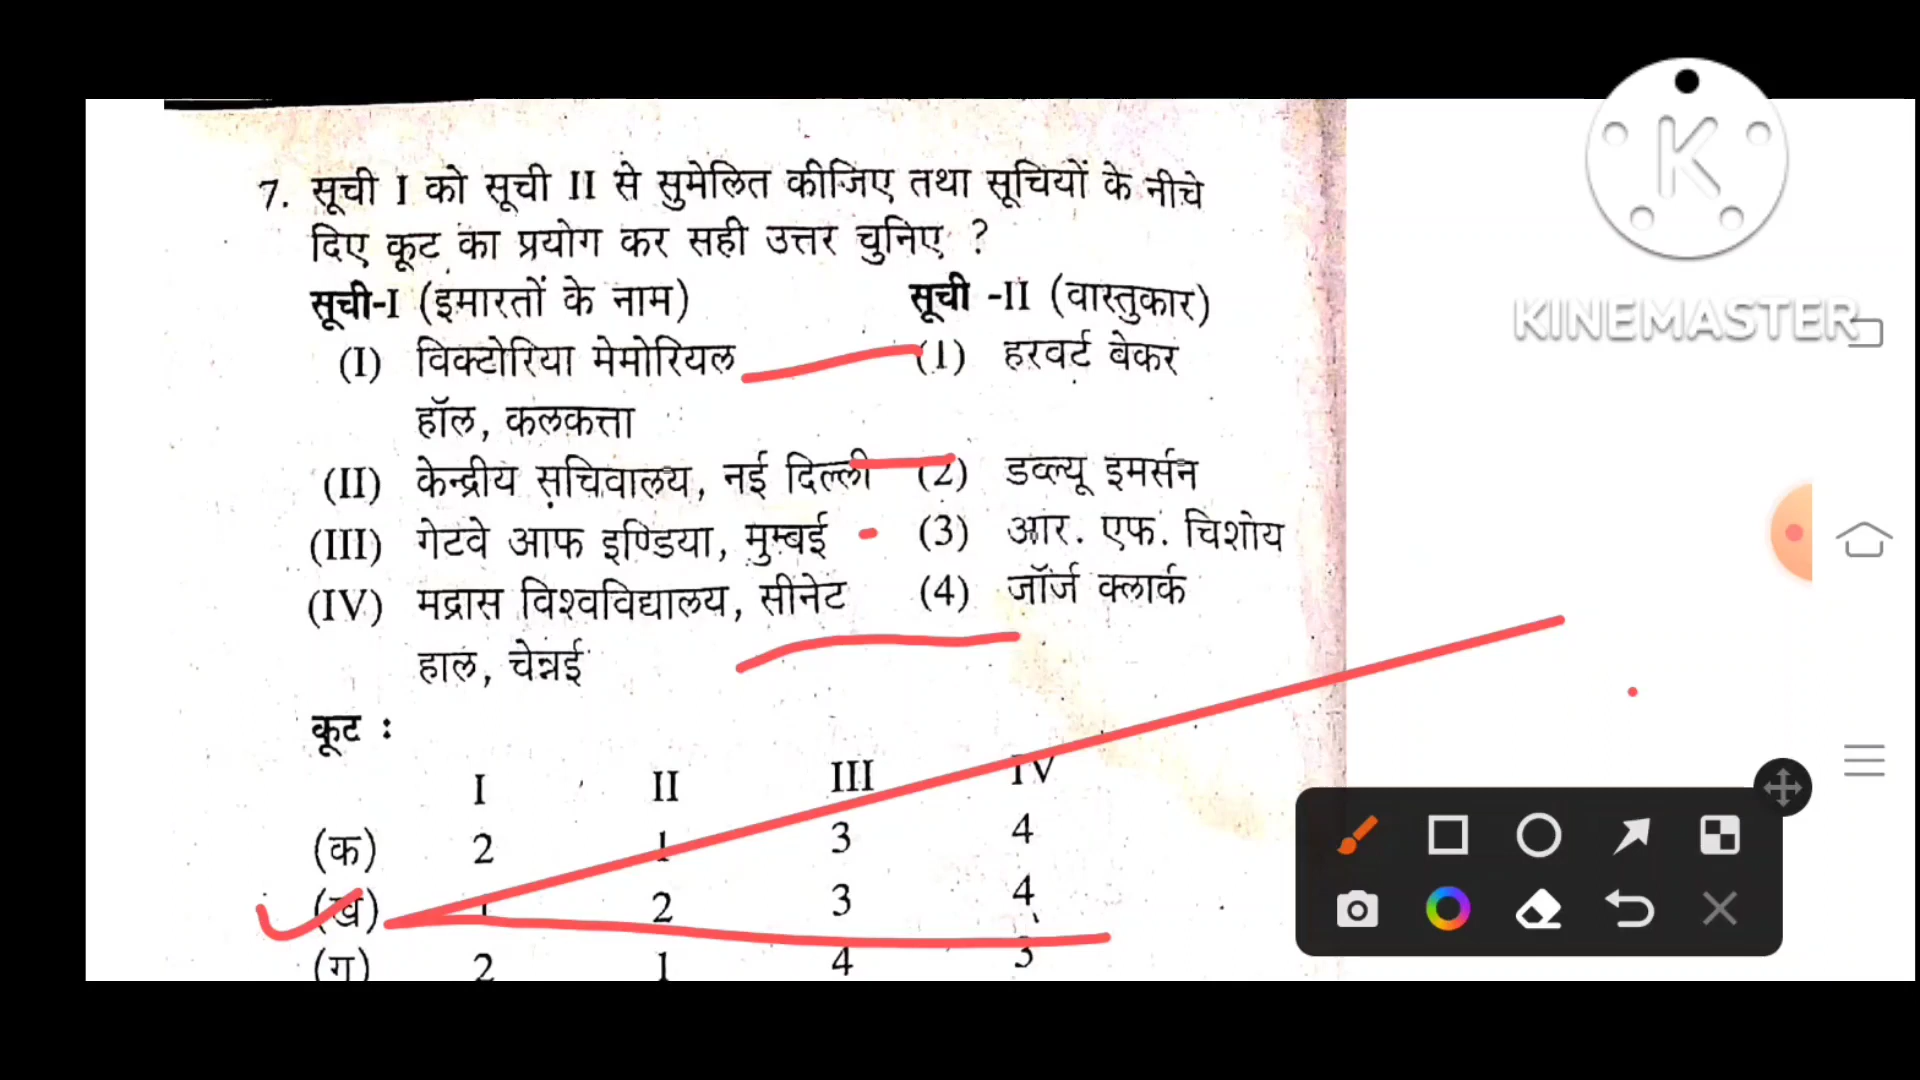 7. सूची I को सूची II से सुमेलित कीजिए तथा सूचियों के नीचे
दिए कूट का प्रयोग कर सही उत्तर चुनिए ?
सूची-I (इमारतों के नाम) सूची -II (वास्तुकार)
(I) विक्टोरिया मेमोरियल (1) हरवर्ट बेकर
हॉल, कलकत्ता
(II) केन्द्रीय सचिवालय, नई दिल्ली (2) डब्ल्यू इमर्सन
(III) गेटवे आफ इण्डिया, मुम्बई (3) आर. एफ. चिशोय
(IV) मद्रास विश्वविद्यालय, सीनेट (4) जॉर्ज क्लार्क
हाल, चेन्नई
कूट :
I II III IV
(क) 2 1 3 4
(ख) 1 2 3 4
(ग) 2 1 4 3
K
KINEMASTER